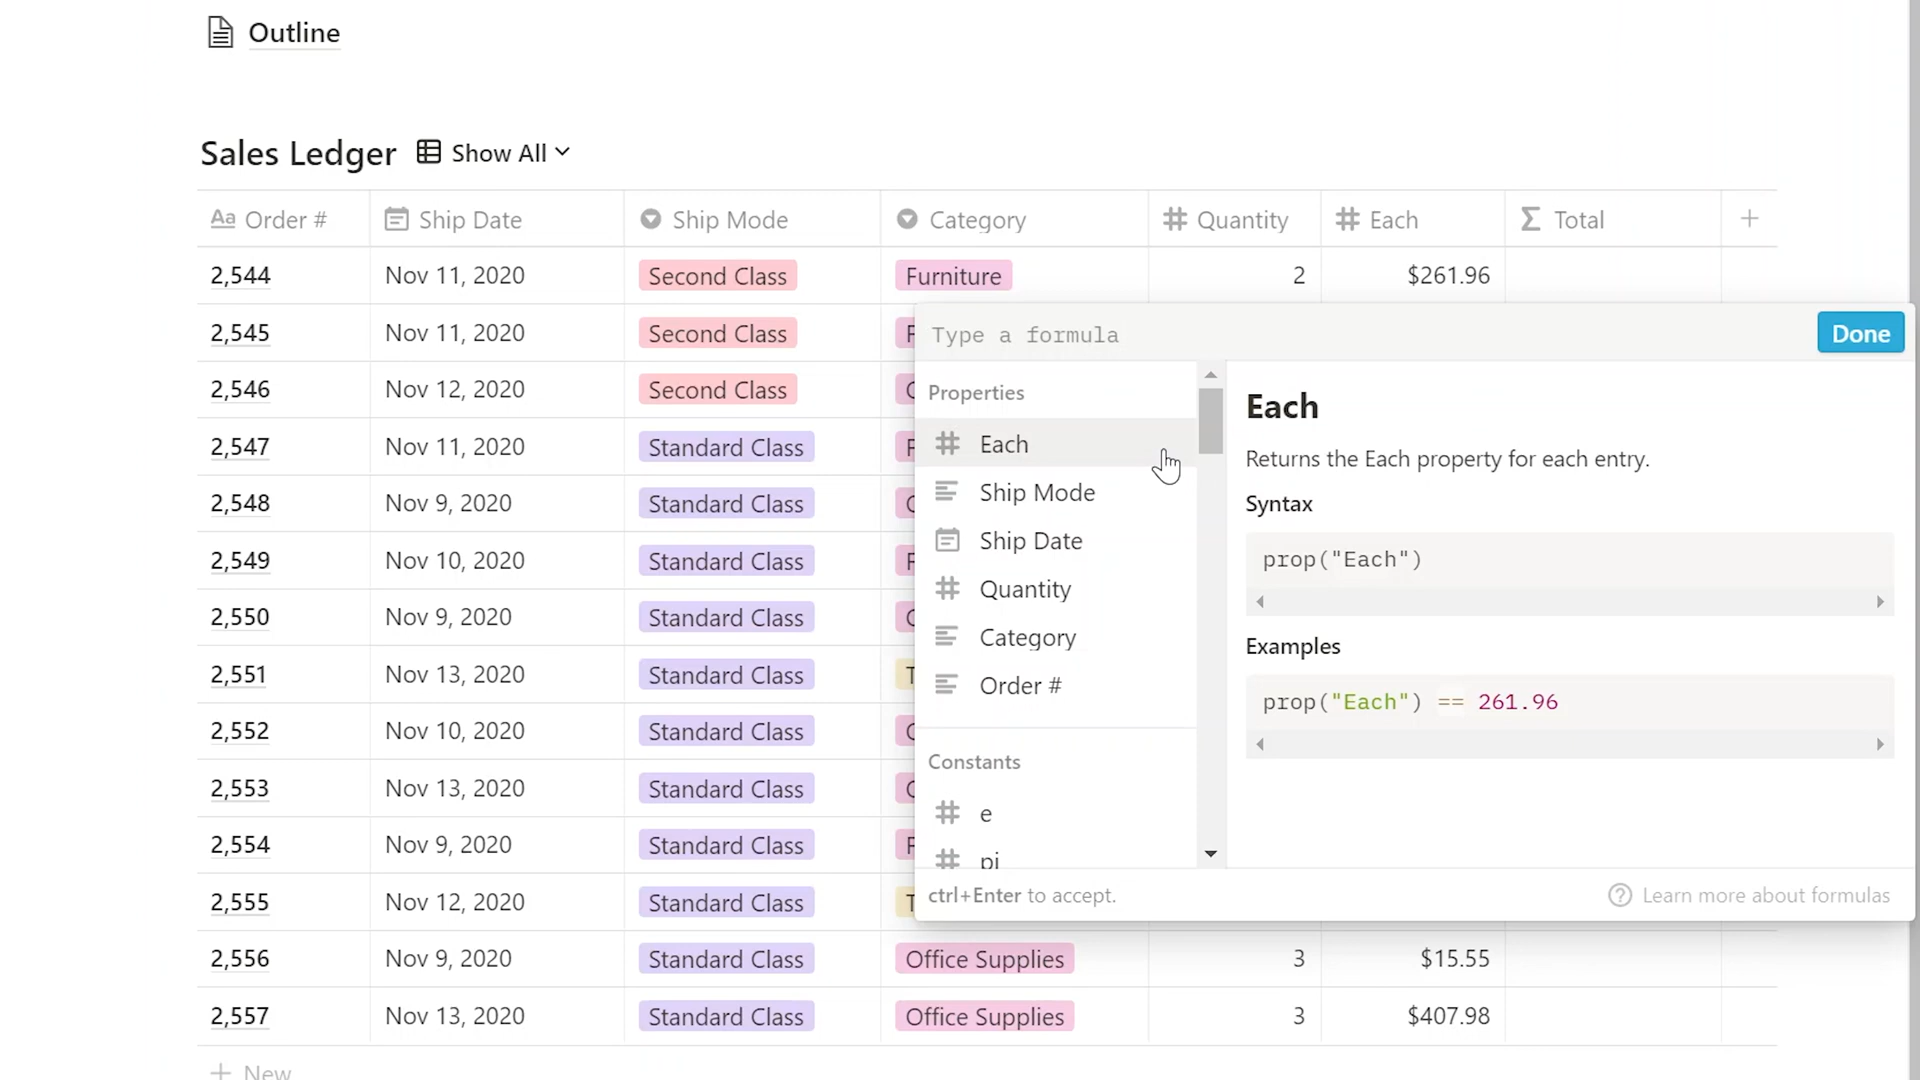 Outline
Sales Ledger Show All
Aa Order # Ship Date Ship Mode Category # Quantity # Each Σ Total +
2,544 Nov 11, 2020 Second Class Furniture 2 $261.96
2,545 Nov 11, 2020 Second Class F
2,546 Nov 12, 2020 Second Class
2,547 Nov 11, 2020 Standard Class F
2,548 Nov 9, 2020 Standard Class
2,549 Nov 10, 2020 Standard Class F
2,550 Nov 9, 2020 Standard Class
2,551 Nov 13, 2020 Standard Class T
2,552 Nov 10, 2020 Standard Class
2,553 Nov 13, 2020 Standard Class
2,554 Nov 9, 2020 Standard Class F
2,555 Nov 12, 2020 Standard Class T
2,556 Nov 9, 2020 Standard Class Office Supplies 3 $15.55
2,557 Nov 13, 2020 Standard Class Office Supplies 3 $407.98
+ New
Type a formula Done
Properties
# Each
Ship Mode
Ship Date
# Quantity
Category
Order #
Constants
# e
# pi
Each
Returns the Each property for each entry.
Syntax
prop("Each")
Examples
prop("Each") == 261.96
ctrl+Enter to accept.
? Learn more about formulas